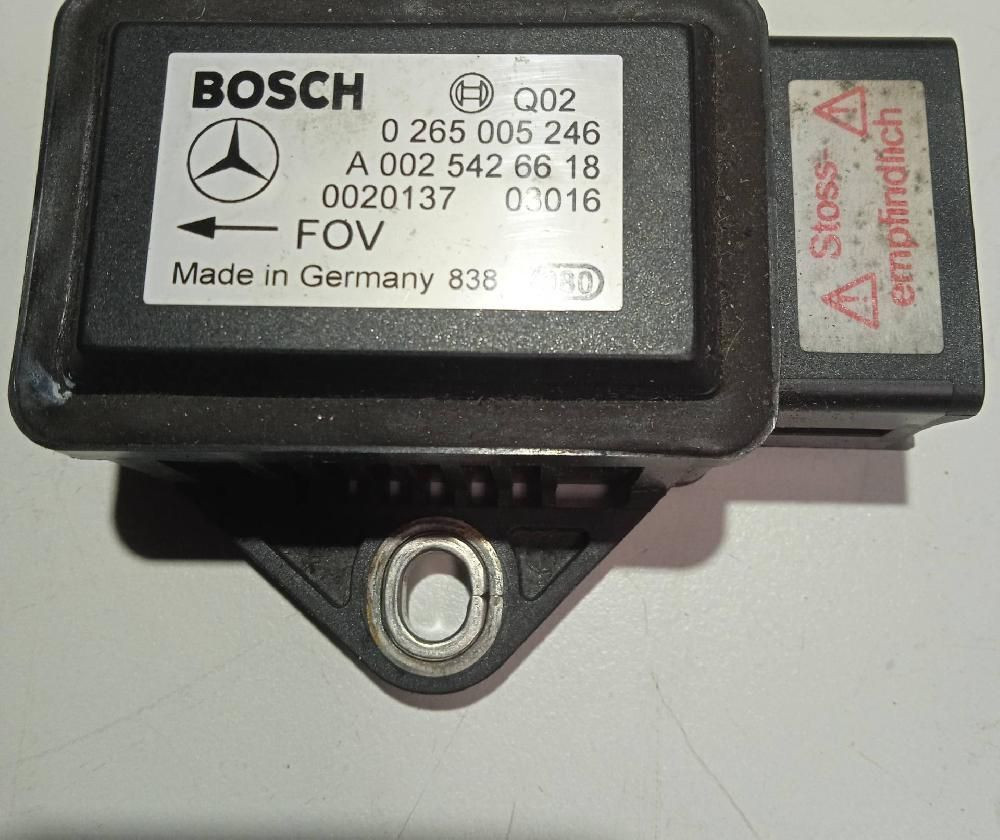 BOSCH
Q02
0 265 005 246
A 002 542 66 18
0020137 03016
FOV
Made in Germany 838
Stoss-
empfindlich